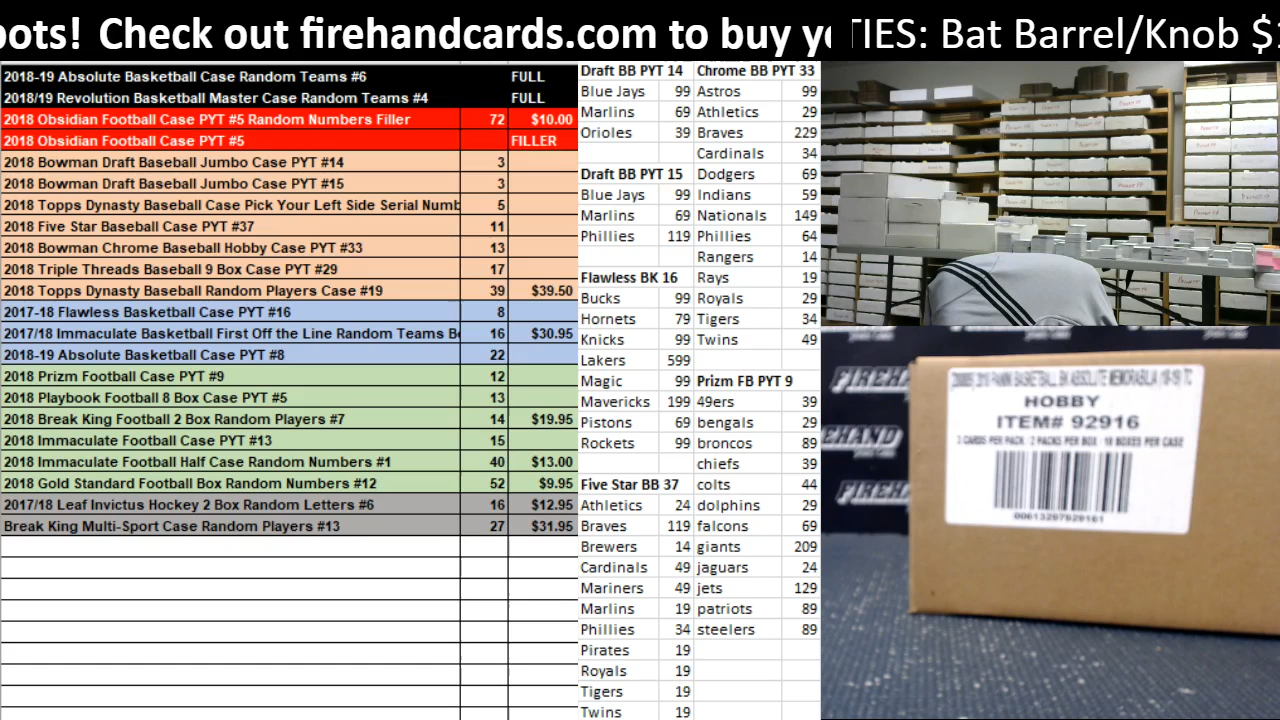 pots! Check out firehandcards.com to buy yo
TIES: Bat Barrel/Knob $1
2018-19 Absolute Basketball Case Random Teams #6 FULL
2018/19 Revolution Basketball Master Case Random Teams #4 FULL
2018 Obsidian Football Case PYT #5 Random Numbers Filler 72 $10.00
2018 Obsidian Football Case PYT #5 FILLER
2018 Bowman Draft Baseball Jumbo Case PYT #14 3
2018 Bowman Draft Baseball Jumbo Case PYT #15 3
2018 Topps Dynasty Baseball Case Pick Your Left Side Serial Numb 5
2018 Five Star Baseball Case PYT #37 11
2018 Bowman Chrome Baseball Hobby Case PYT #33 13
2018 Triple Threads Baseball 9 Box Case PYT #29 17
2018 Topps Dynasty Baseball Random Players Case #19 39 $39.50
2017-18 Flawless Basketball Case PYT #16 8
2017/18 Immaculate Basketball First Off the Line Random Teams Bo 16 $30.95
2018-19 Absolute Basketball Case PYT #8 22
2018 Prizm Football Case PYT #9 12
2018 Playbook Football 8 Box Case PYT #5 13
2018 Break King Football 2 Box Random Players #7 14 $19.95
2018 Immaculate Football Case PYT #13 15
2018 Immaculate Football Half Case Random Numbers #1 40 $13.00
2018 Gold Standard Football Box Random Numbers #12 52 $9.95
2017/18 Leaf Invictus Hockey 2 Box Random Letters #6 16 $12.95
Break King Multi-Sport Case Random Players #13 27 $31.95
Draft BB PYT 14
Blue Jays 99
Marlins 69
Orioles 39
Draft BB PYT 15
Blue Jays 99
Marlins 69
Phillies 119
Flawless BK 16
Bucks 99
Hornets 79
Knicks 99
Lakers 599
Magic 99
Mavericks 199
Pistons 69
Rockets 99
Five Star BB 37
Athletics 24
Braves 119
Brewers 14
Cardinals 49
Mariners 49
Marlins 19
Phillies 34
Pirates 19
Royals 19
Tigers 19
Twins 19
Chrome BB PYT 33
Astros 99
Athletics 29
Braves 229
Cardinals 34
Dodgers 69
Indians 59
Nationals 149
Phillies 64
Rangers 14
Rays 19
Royals 29
Tigers 34
Twins 49
Prizm FB PYT 9
49ers 39
bengals 29
broncos 89
chiefs 39
colts 44
dolphins 29
falcons 69
giants 209
jaguars 24
jets 129
patriots 89
steelers 89
FIREHAND
FIREHAND
HOBBY
ITEM# 92916
3 CARDS PER PACK 2 PACKS PER BOX 10 BOXES PER CASE